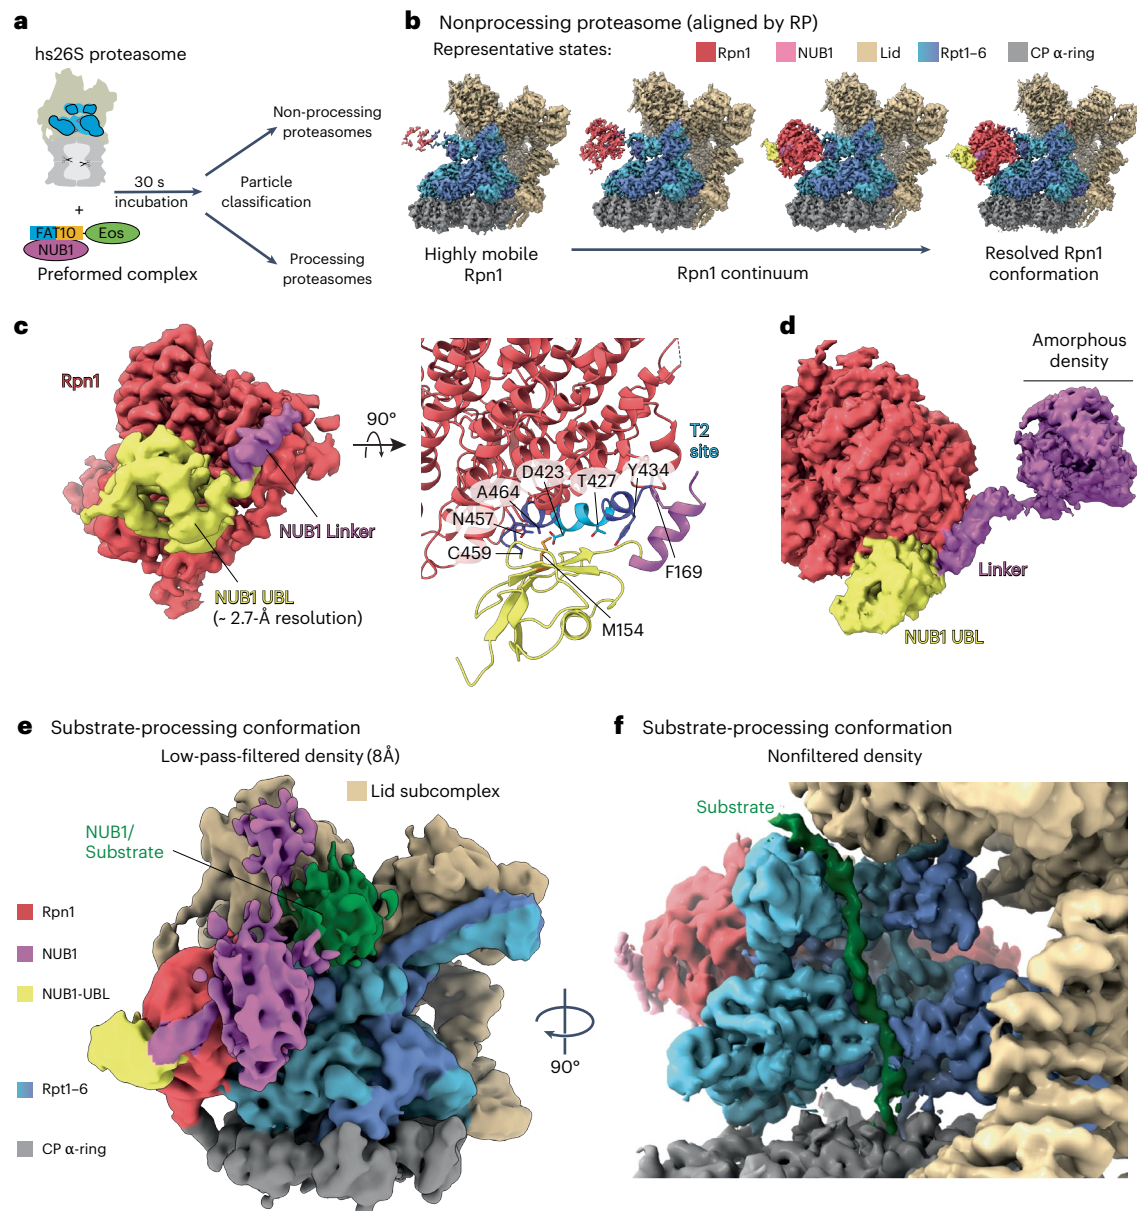 a
hs26S proteasome
+
FAT10
Eos
NUB1
Preformed complex
30 s
incubation
Non-processing
proteasomes
Particle
classification
Processing
proteasomes
b Nonprocessing proteasome (aligned by RP)
Representative states:
Rpn1
NUB1
Lid
Rpt1–6
CP α-ring
Highly mobile
Rpn1
Rpn1 continuum
Resolved Rpn1
conformation
c
Rpn1
NUB1 Linker
NUB1 UBL
(~ 2.7-Å resolution)
90°
T2
site
D423
Y434
A464
T427
N457
C459
F169
M154
d
Amorphous
density
Linker
NUB1 UBL
e Substrate-processing conformation
Low-pass-filtered density (8Å)
Lid subcomplex
NUB1/
Substrate
Rpn1
NUB1
NUB1-UBL
Rpt1–6
CP α-ring
90°
f Substrate-processing conformation
Nonfiltered density
Substrate